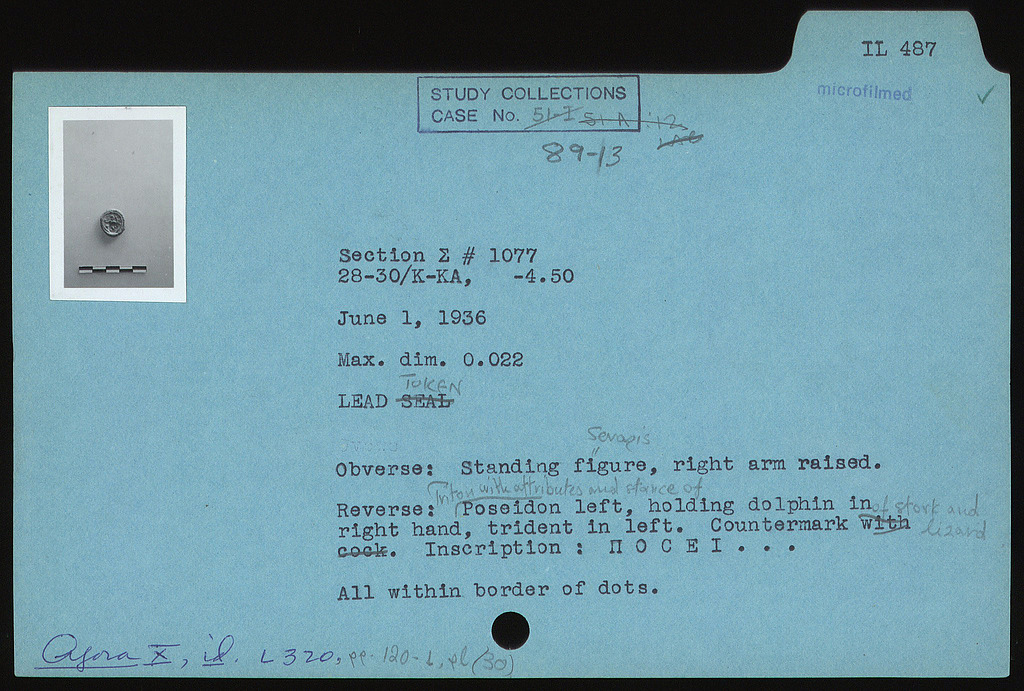 IL 487
microfilmed ✓
STUDY COLLECTIONS
CASE No. 51-I
89-13
Section Σ # 1077
28-30/K-KA, -4.50
June 1, 1936
Max. dim. 0.022
TOKEN
LEAD SEAL
Serapis
Obverse: Standing figure, right arm raised.
Triton with attributes and stance of
Reverse: Poseidon left, holding dolphin in of stork and
right hand, trident in left. Countermark with lizard
cock. Inscription : Π Ο С Ε Ι . . .
All within border of dots.
Agora X, id. L 320, pp. 120-1, pl (30)